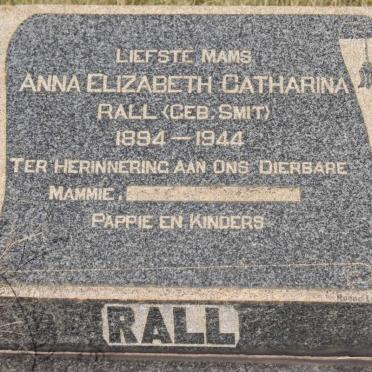 LIEFSTE MAMS
ANNA ELIZABETH CATHARINA
RALL (GEB. SMIT)
1894 — 1944
TER HERINNERING AAN ONS DIERBARE
MAMMIE,
PAPPIE EN KINDERS
RALL